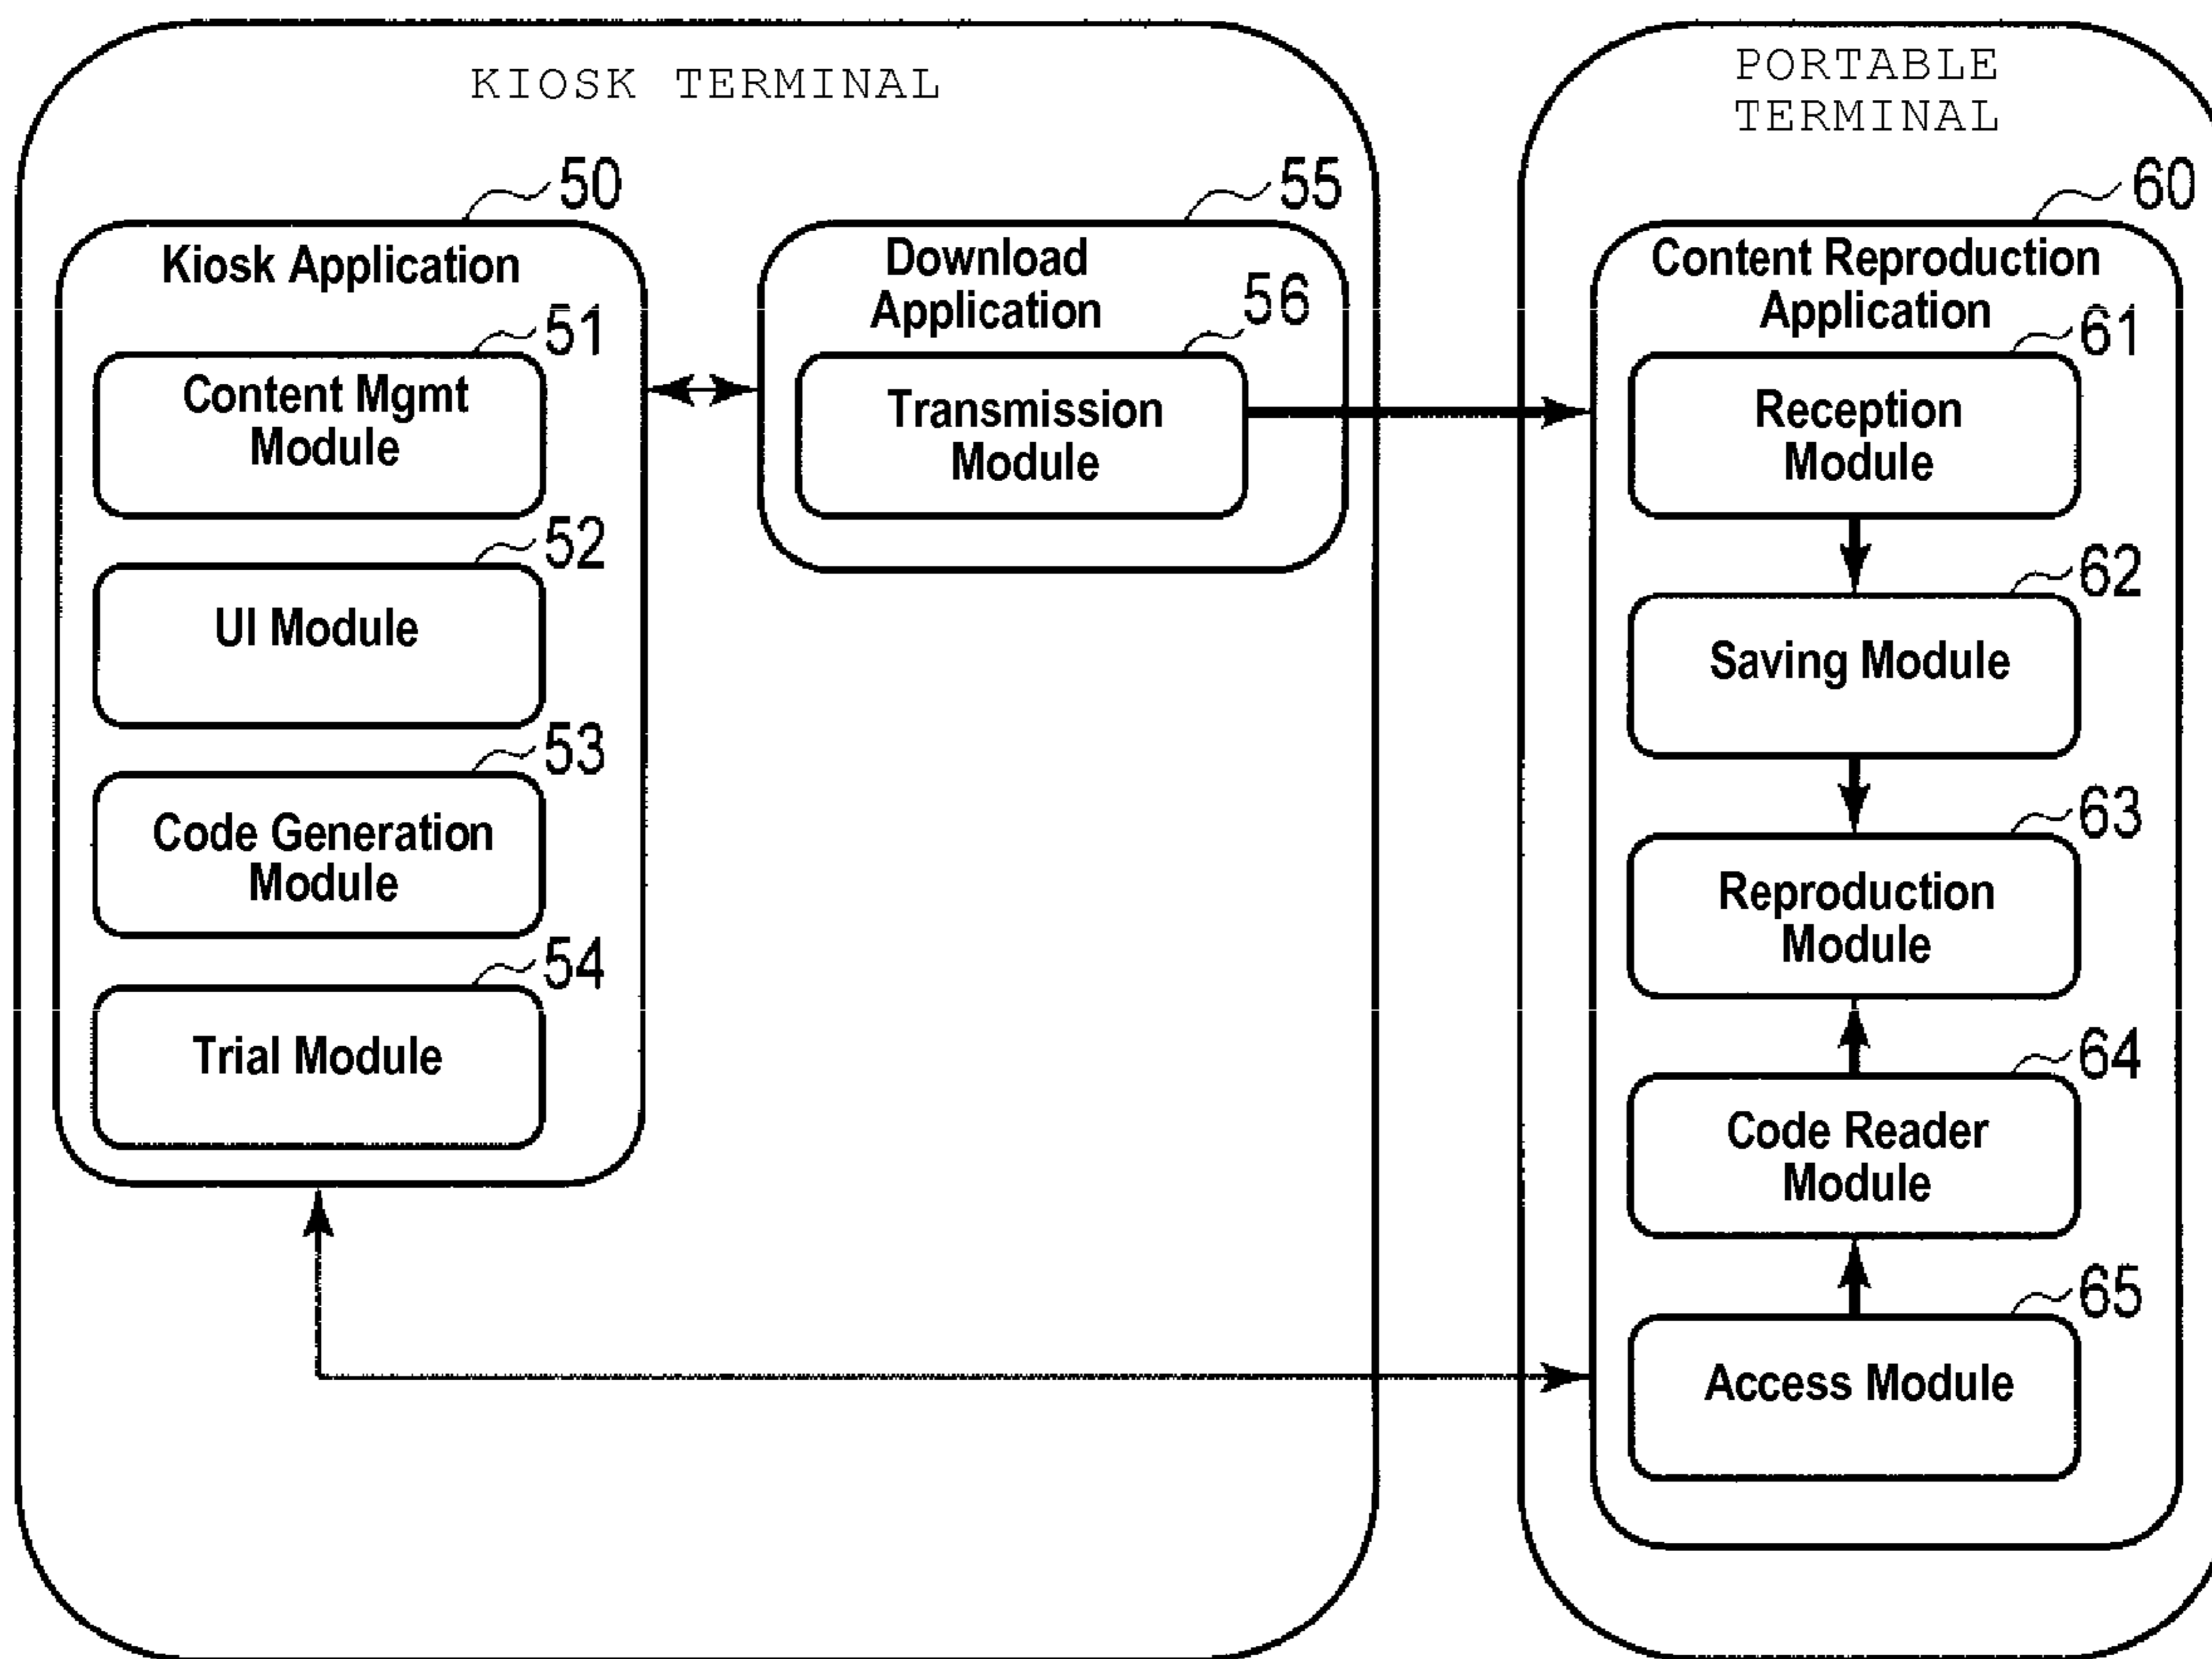 KIOSK TERMINAL
50
Kiosk Application
51
Content Mgmt
Module
52
UI Module
53
Code Generation
Module
54
Trial Module
55
Download
Application
56
Transmission
Module
PORTABLE
TERMINAL
60
Content Reproduction
Application
61
Reception
Module
62
Saving Module
63
Reproduction
Module
64
Code Reader
Module
65
Access Module